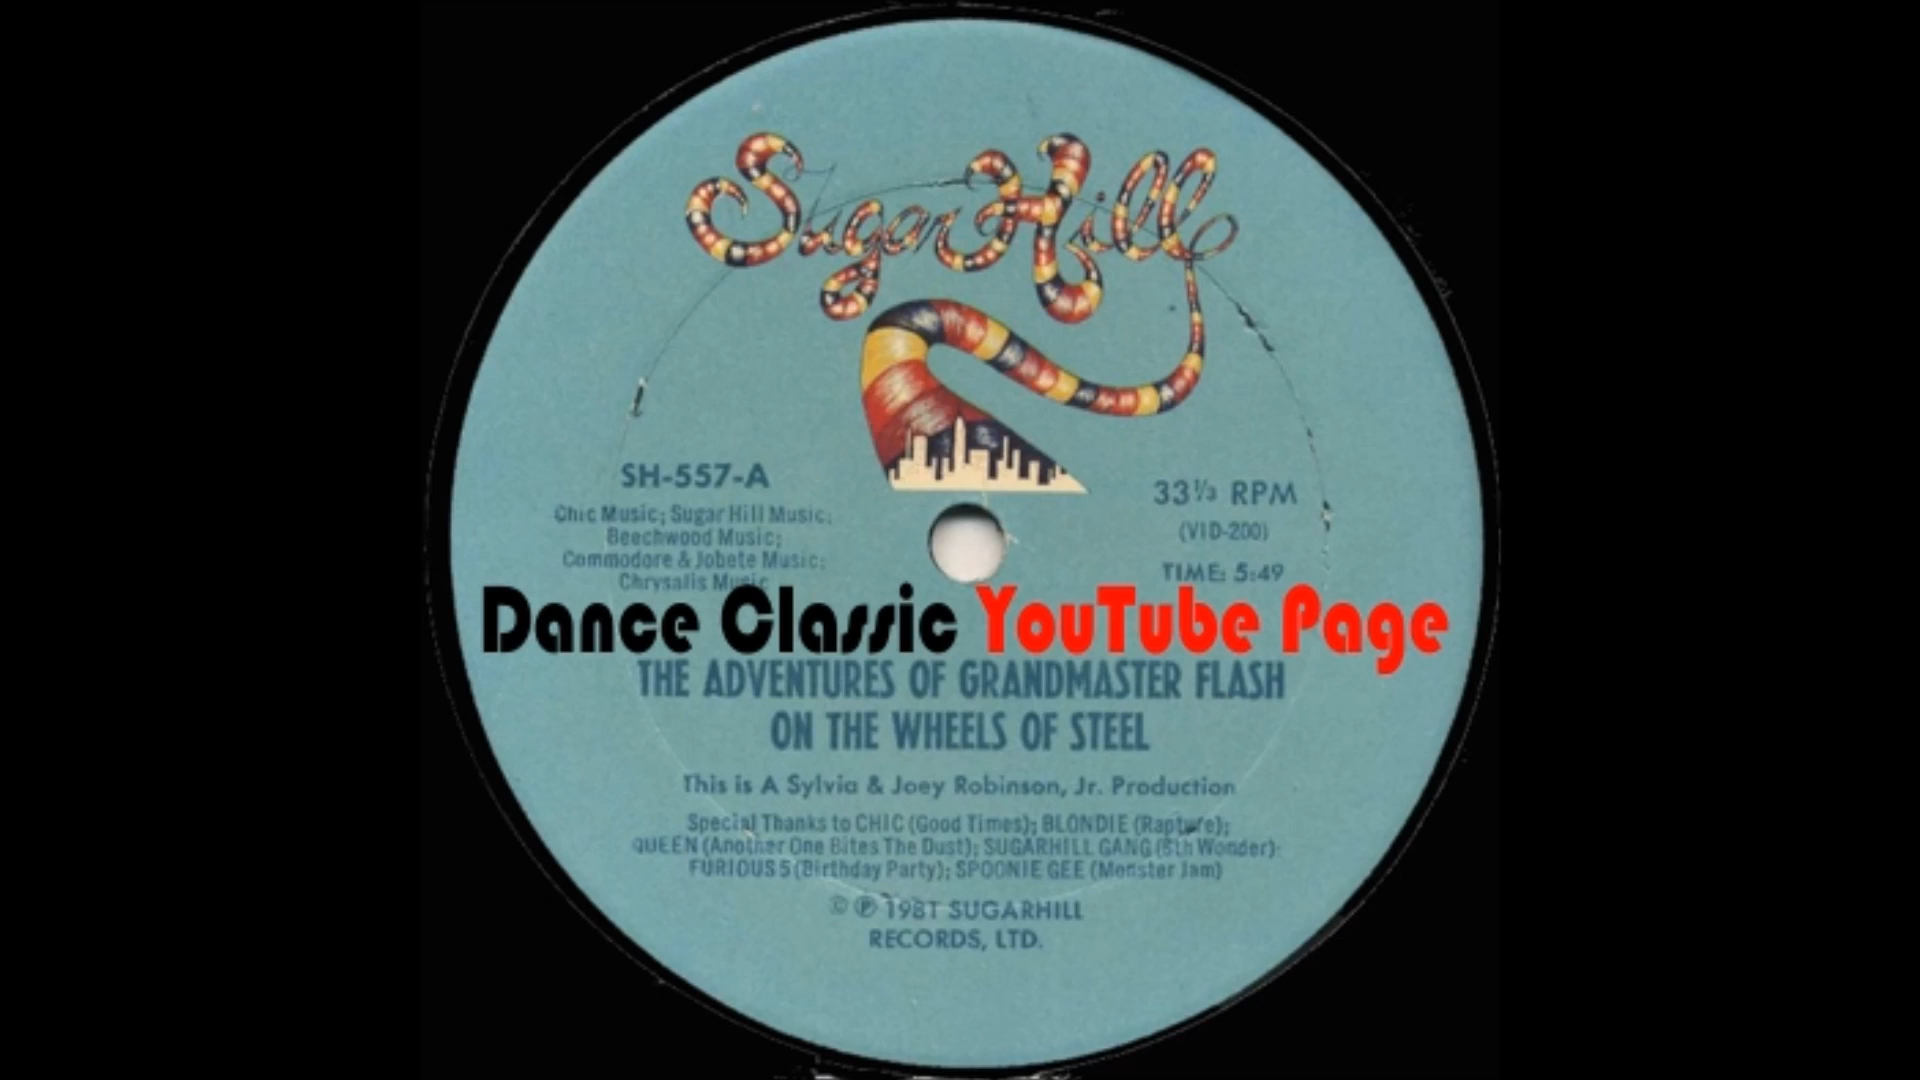 Sugar Hill
SH-557-A
Chic Music; Sugar Hill Music;
Beechwood Music;
Commodore & Jobete Music;
Chrysalis Music
33⅓ RPM
(VID-200)
TIME: 5:49
Dance Classic YouTube Page
THE ADVENTURES OF GRANDMASTER FLASH
ON THE WHEELS OF STEEL
This is A Sylvia & Joey Robinson, Jr. Production
Special Thanks to CHIC (Good Times); BLONDIE (Rapture);
QUEEN (Another One Bites The Dust); SUGARHILL GANG (8th Wonder);
FURIOUS 5 (Birthday Party); SPOONIE GEE (Monster Jam)
© ℗ 1981 SUGARHILL
RECORDS, LTD.